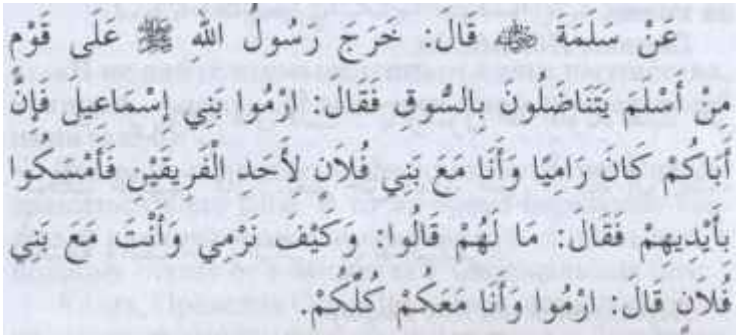 عَنْ سَلَمَةَ ﷺ قَالَ: خَرَجَ رَسُولُ اللهِ ﷺ عَلَى قَوْمٍ
مِنْ أَسْلَمَ يَتَنَاضَلُونَ بِالسُّوقِ فَقَالَ: ارْمُوا بَنِي إِسْمَاعِيل فَإِنَّ
أَبَاكُمْ كَانَ رَامِيًا وَأَنَا مَعَ بَنِي فُلَانٍ لِأَحَدِ الْفَرِيقَيْنِ فَأَمْسَكُوا
بِأَيْدِيهِمْ فَقَالَ: مَا لَهُمْ قَالُوا: وَكَيْفَ نَرْمِي وَأَنْتَ مَعَ بَنِي
فُلَانٍ قَالَ: ارْمُوا وَأَنَا مَعَكُمْ كُلِّكُمْ.